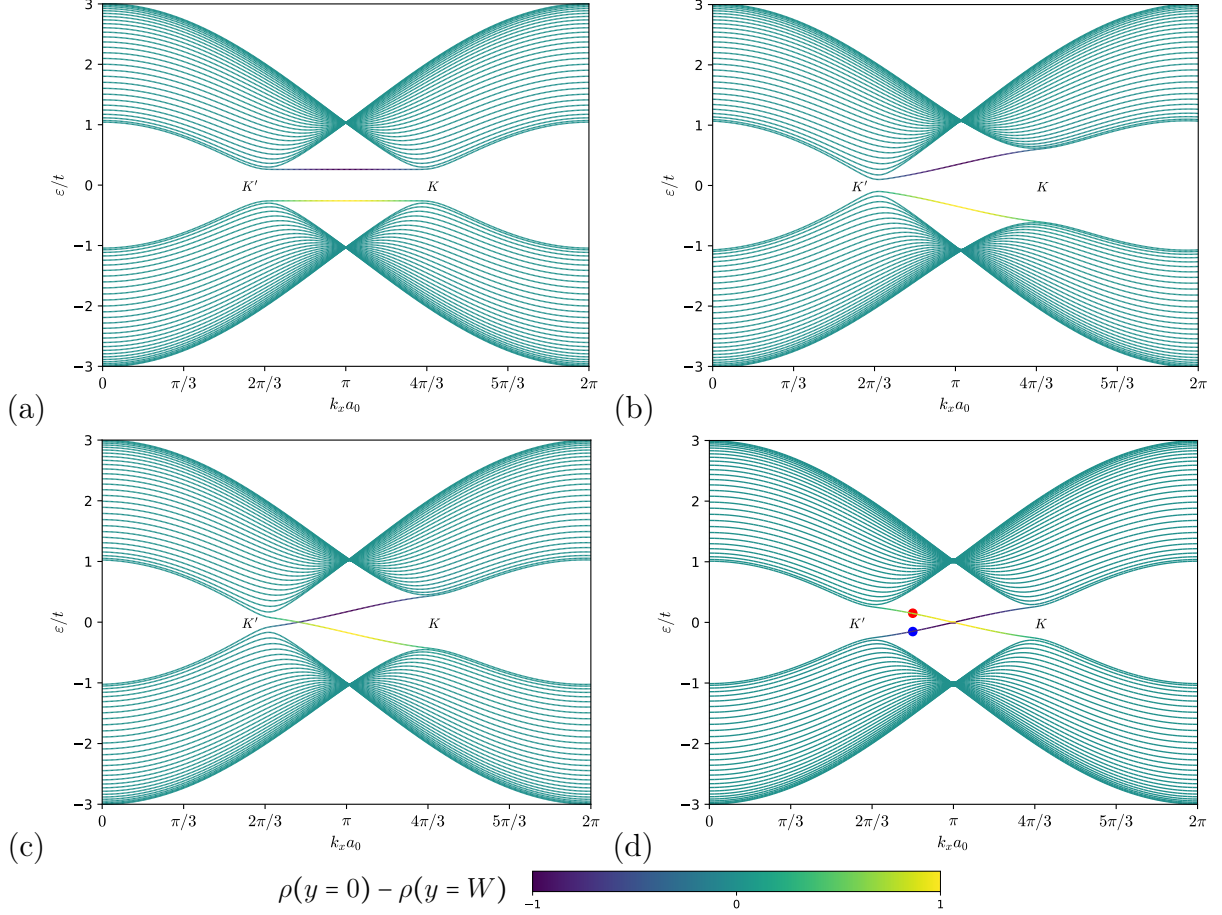 3
2
1
0
−1
−2
−3
ε/t
K′
K
0
π/3
2π/3
π
4π/3
5π/3
2π
k_x a_0
(a)
3
2
1
0
−1
−2
−3
ε/t
K′
K
0
π/3
2π/3
π
4π/3
5π/3
2π
k_x a_0
(b)
3
2
1
0
−1
−2
−3
ε/t
K′
K
0
π/3
2π/3
π
4π/3
5π/3
2π
k_x a_0
(c)
3
2
1
0
−1
−2
−3
ε/t
K′
K
0
π/3
2π/3
π
4π/3
5π/3
2π
k_x a_0
(d)
ρ(y = 0) − ρ(y = W)
−1
0
1